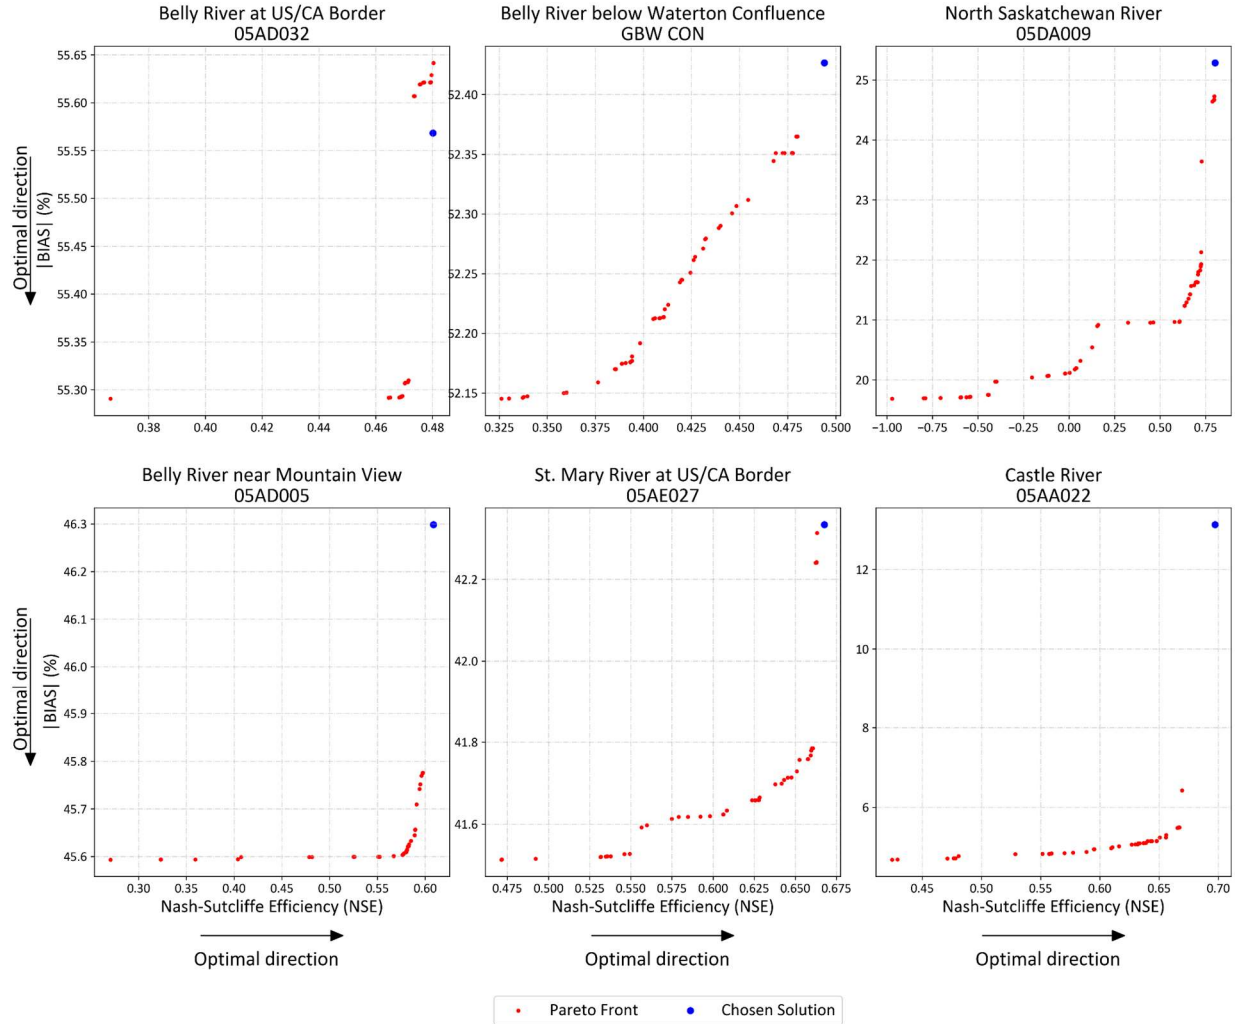 Belly River at US/CA Border
05AD032
Belly River below Waterton Confluence
GBW CON
North Saskatchewan River
05DA009
55.65
55.60
55.55
55.50
55.45
55.40
55.35
55.30
0.38 0.40 0.42 0.44 0.46 0.48
Optimal direction
|BIAS| (%)
52.40
52.35
52.30
52.25
52.20
52.15
0.325 0.350 0.375 0.400 0.425 0.450 0.475 0.500
25
24
23
22
21
20
−1.00 −0.75 −0.50 −0.25 0.00 0.25 0.50 0.75
Belly River near Mountain View
05AD005
St. Mary River at US/CA Border
05AE027
Castle River
05AA022
46.3
46.2
46.1
46.0
45.9
45.8
45.7
45.6
0.30 0.35 0.40 0.45 0.50 0.55 0.60
Optimal direction
|BIAS| (%)
42.2
42.0
41.8
41.6
0.475 0.500 0.525 0.550 0.575 0.600 0.625 0.650 0.675
12
10
8
6
0.45 0.50 0.55 0.60 0.65 0.70
Nash-Sutcliffe Efficiency (NSE)
Nash-Sutcliffe Efficiency (NSE)
Nash-Sutcliffe Efficiency (NSE)
Optimal direction
Optimal direction
Optimal direction
Pareto Front
Chosen Solution